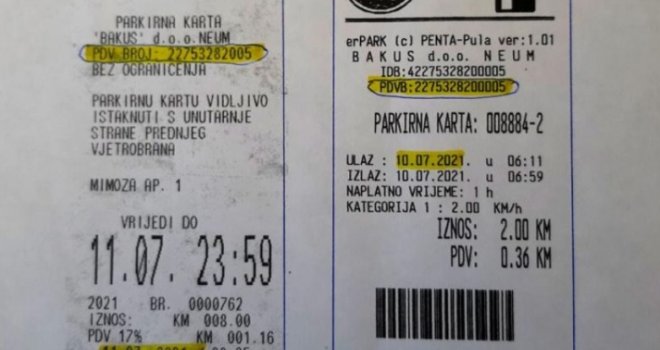 PARKIRNA KARTA
'BAKUS' d.o.o.NEUM
PDV BROJ: 22753282005
BEZ OGRANIČENJA
PARKIRNU KARTU VIDLJIVO
ISTAKNUTI S UNUTARNJE
STRANE PREDNJEG
VJETROBRANA
MIMOZA AP. 1
VRIJEDI DO
11.07. 23:59
2021 BR. 0000762
IZNOS: KM 008.00
PDV 17% KM 001.16
erPARK (c) PENTA-Pula ver:1.01
BAKUS d.o.o. NEUM
IDB:42275328200005
PDVB:2275328200005
PARKIRNA KARTA: 008884-2
ULAZ : 10.07.2021. u 06:11
IZLAZ: 10.07.2021. u 06:59
NAPLATNO VRIJEME: 1 h
KATEGORIJA 1 : 2.00 KM/h
IZNOS: 2.00 KM
PDV: 0.36 KM